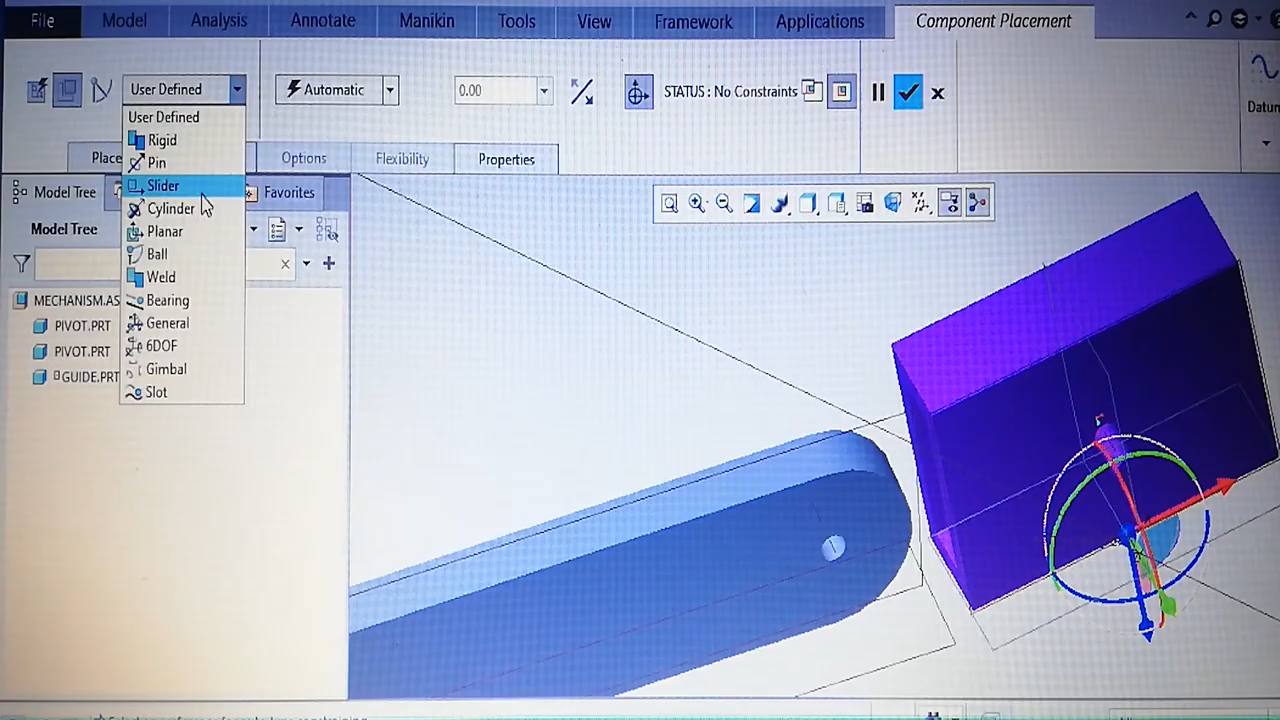 File Model Analysis Annotate Manikin Tools View Framework Applications Component Placement
User Defined Automatic 0.00 STATUS : No Constraints
Datum
User Defined
Rigid
Pin
Slider
Cylinder
Planar
Ball
Weld
Bearing
General
6DOF
Gimbal
Slot
Place Options Flexibility Properties
Model Tree Favorites
Model Tree
MECHANISM.AS
PIVOT.PRT
PIVOT.PRT
GUIDE.PRT